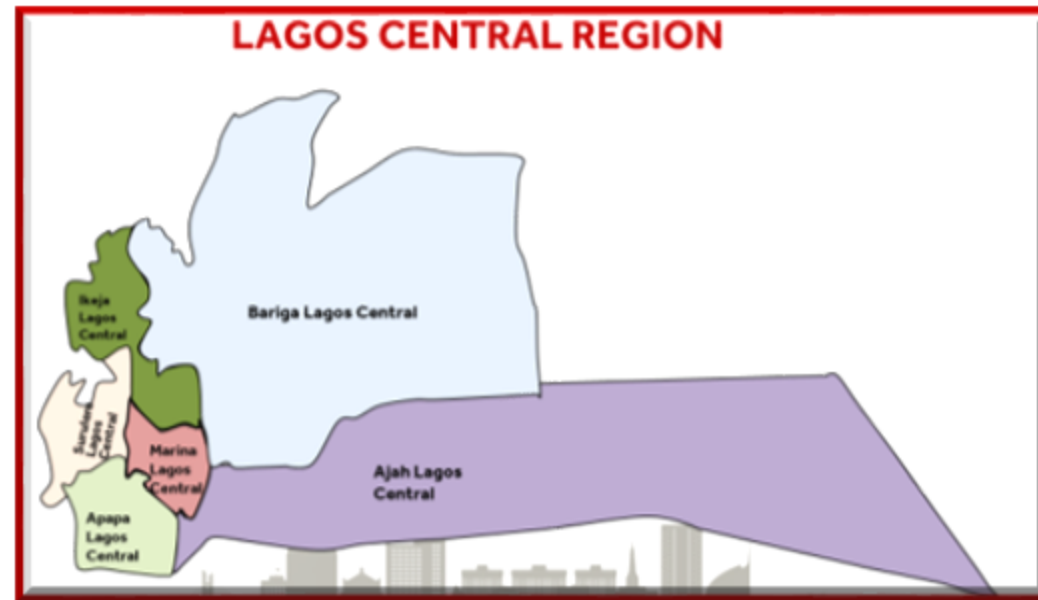 LAGOS CENTRAL REGION
Ikeja
Lagos
Central
Bariga Lagos Central
Surulere
Lagos
Central
Marina
Lagos
Central
Ajah Lagos
Central
Apapa
Lagos
Central